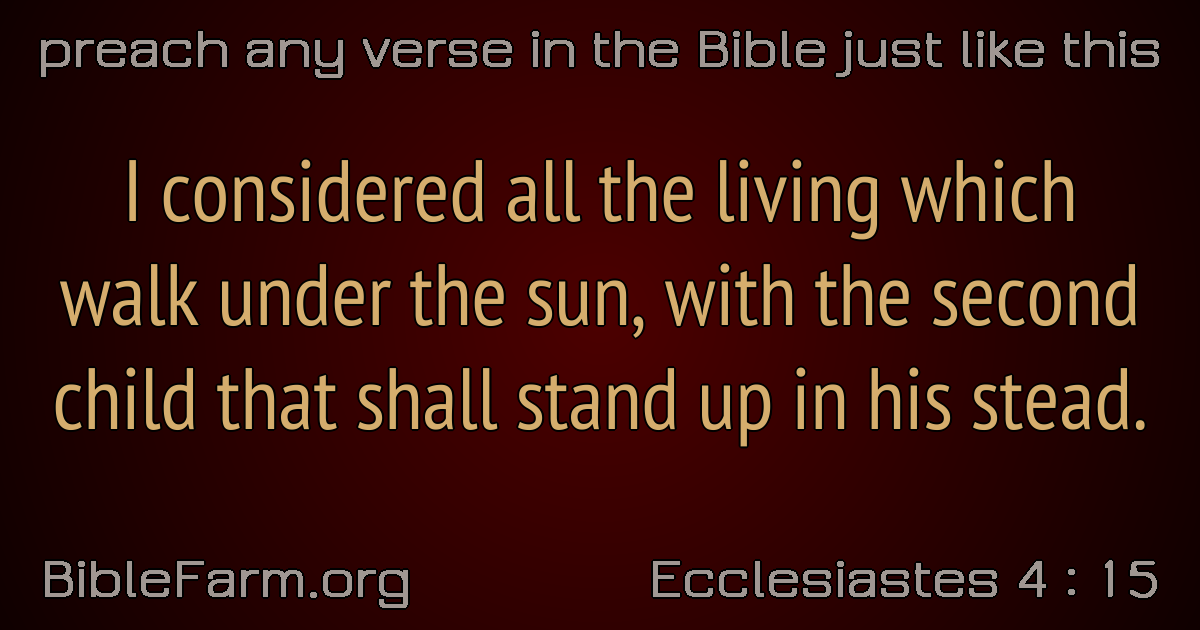 preach any verse in the Bible just like this
I considered all the living which
walk under the sun, with the second
child that shall stand up in his stead.
BibleFarm.org
Ecclesiastes 4 : 15